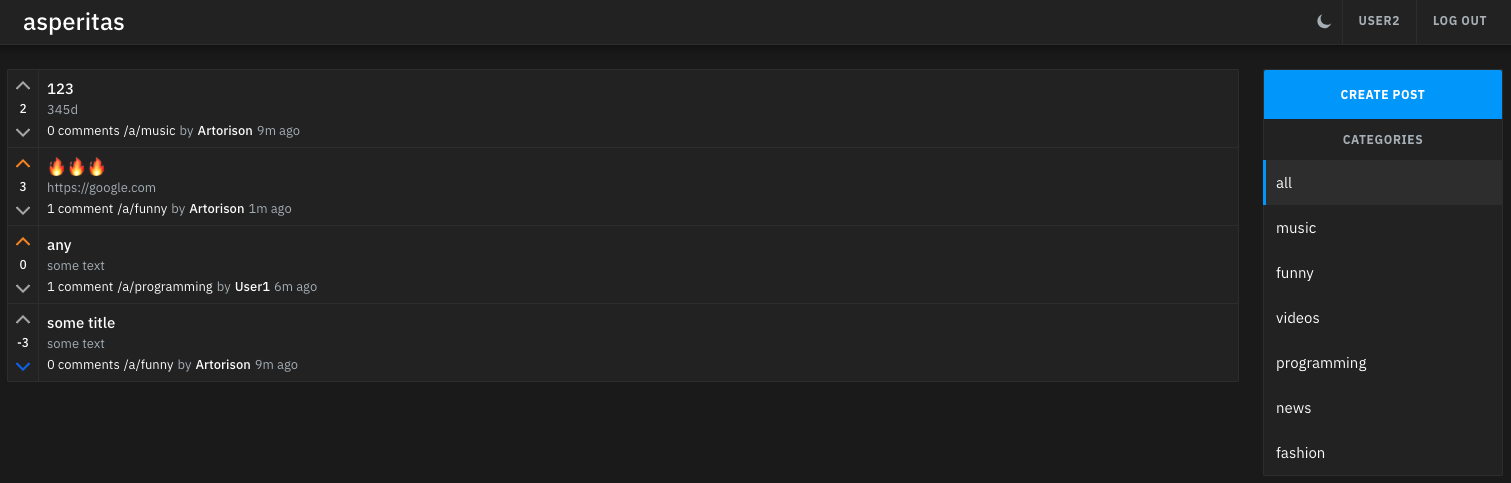 asperitas
USER2
LOG OUT
2
123
345d
0 comments /a/music by Artorison 9m ago
3
🔥🔥🔥
https://google.com
1 comment /a/funny by Artorison 1m ago
0
any
some text
1 comment /a/programming by User1 6m ago
-3
some title
some text
0 comments /a/funny by Artorison 9m ago
CREATE POST
CATEGORIES
all
music
funny
videos
programming
news
fashion